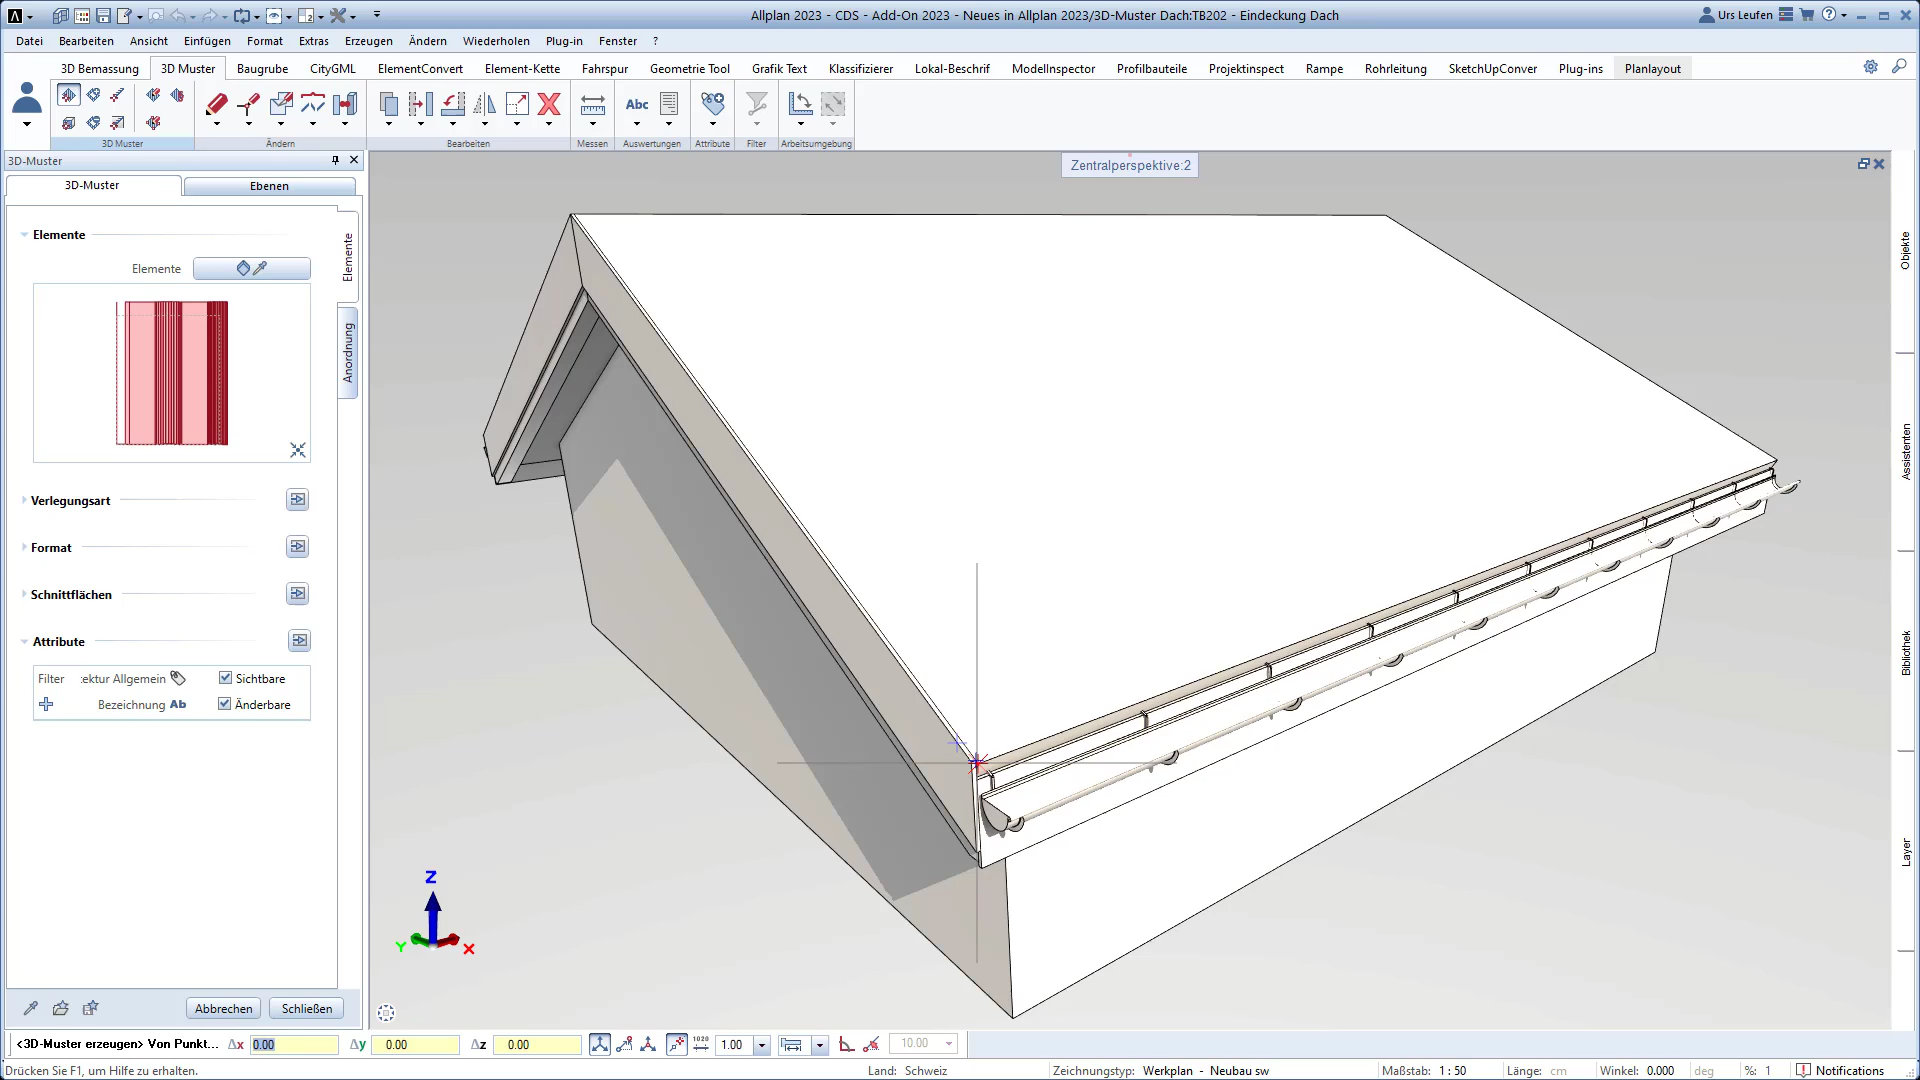 Allplan 2023 - CDS - Add-On 2023 - Neues in Allplan 2023/3D-Muster Dach:TB202 - Eindeckung Dach
Urs Leufen
Datei Bearbeiten Ansicht Einfügen Format Extras Erzeugen Ändern Wiederholen Plug-in Fenster ?
3D Bemassung 3D Muster Baugrube CityGML ElementConvert Element-Kette Fahrspur Geometrie Tool Grafik Text Klassifizierer Lokal-Beschrif ModelInspector Profilbauteile Projektinspect Rampe Rohrleitung SketchUpConver Plug-ins Planlayout
Abc
3D Muster Ändern Bearbeiten Messen Auswertungen Attribute Filter Arbeitsumgebung
3D-Muster
3D-Muster Ebenen
Zentralperspektive:2
Elemente
Elemente
Elemente
Anordnung
Verlegungsart
Format
Schnittflächen
Attribute
Filter :ektur Allgemein Sichtbare
Bezeichnung Ab Änderbare
Objekte
Assistenten
Bibliothek
Layer
Z
Y
X
Abbrechen Schließen
<3D-Muster erzeugen> Von Punkt... Δx 0.00 Δy 0.00 Δz 0.00 1020 1.00 10.00
Drücken Sie F1, um Hilfe zu erhalten. Land: Schweiz Zeichnungstyp: Werkplan - Neubau sw Maßstab: 1 : 50 Länge: cm Winkel: 0.000 deg %: 1 Notifications